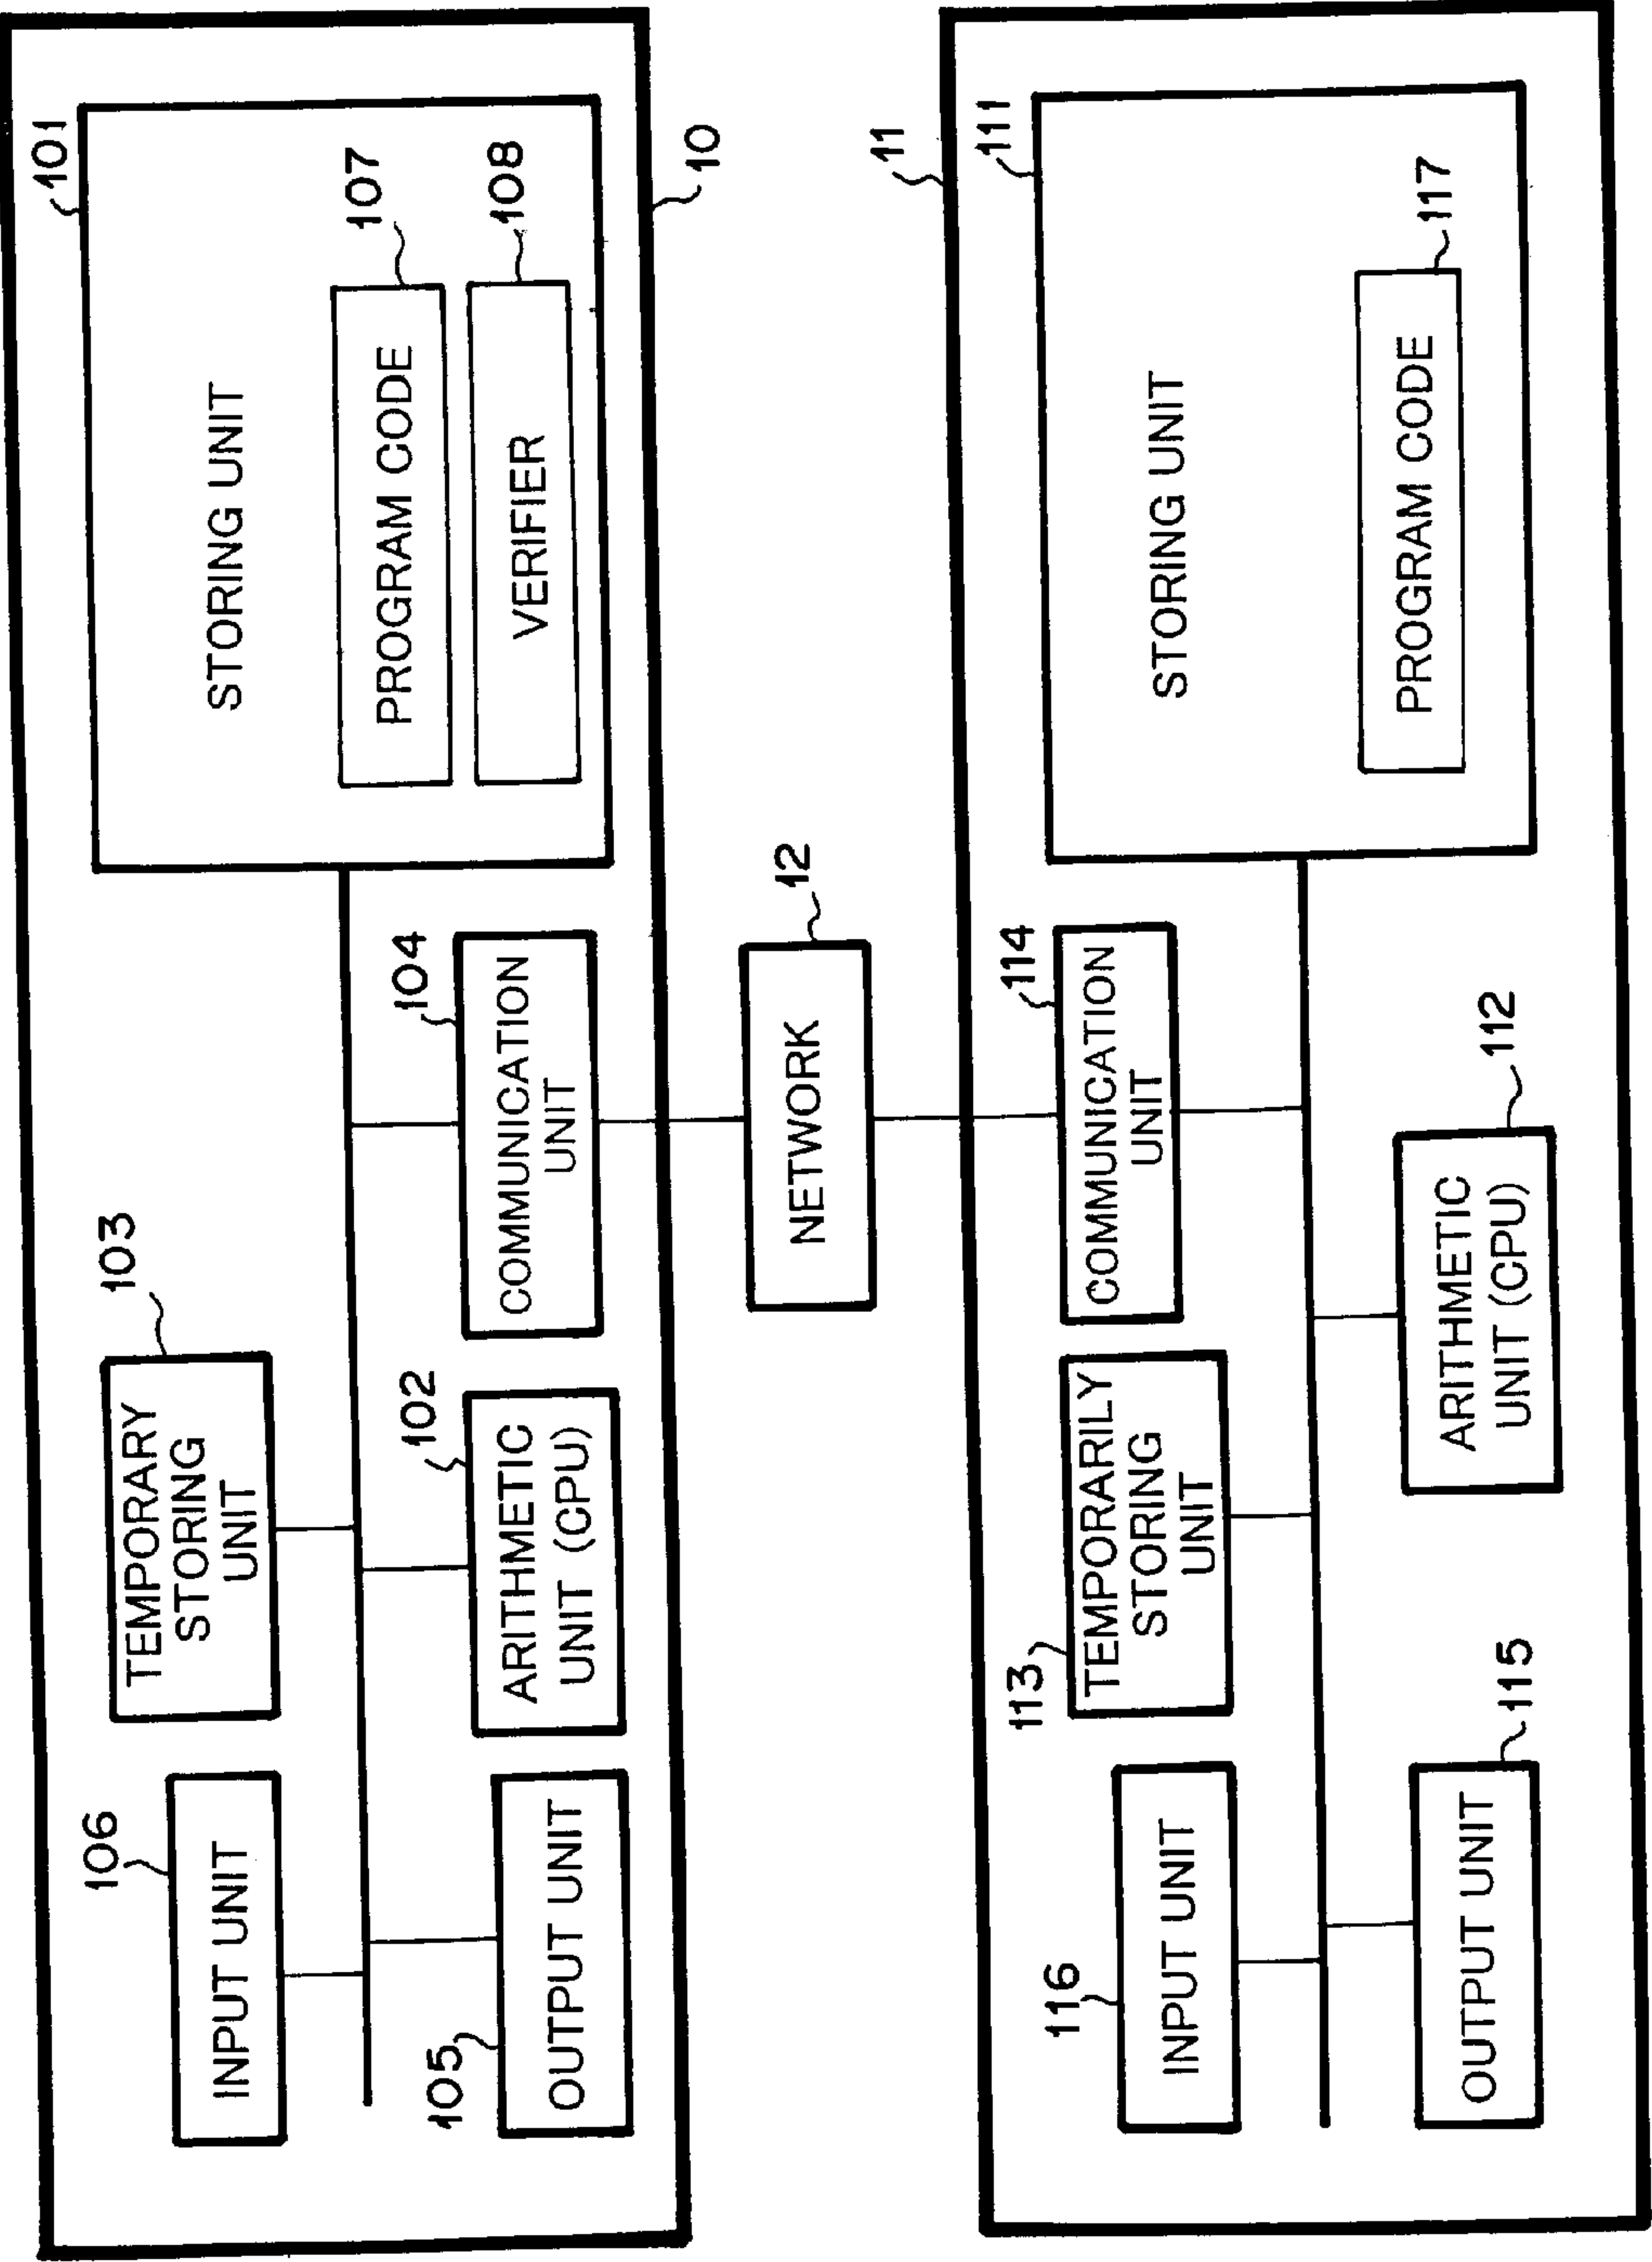 101
STORING UNIT
107
PROGRAM CODE
108
VERIFIER
10
103
TEMPORARY
STORING
UNIT
104
COMMUNICATION
UNIT
106
INPUT UNIT
102
ARITHMETIC
UNIT (CPU)
105
OUTPUT UNIT
12
NETWORK
11
111
STORING UNIT
117
PROGRAM CODE
114
COMMUNICATION
UNIT
113
TEMPORARILY
STORING
UNIT
112
ARITHMETIC
UNIT (CPU)
116
INPUT UNIT
115
OUTPUT UNIT